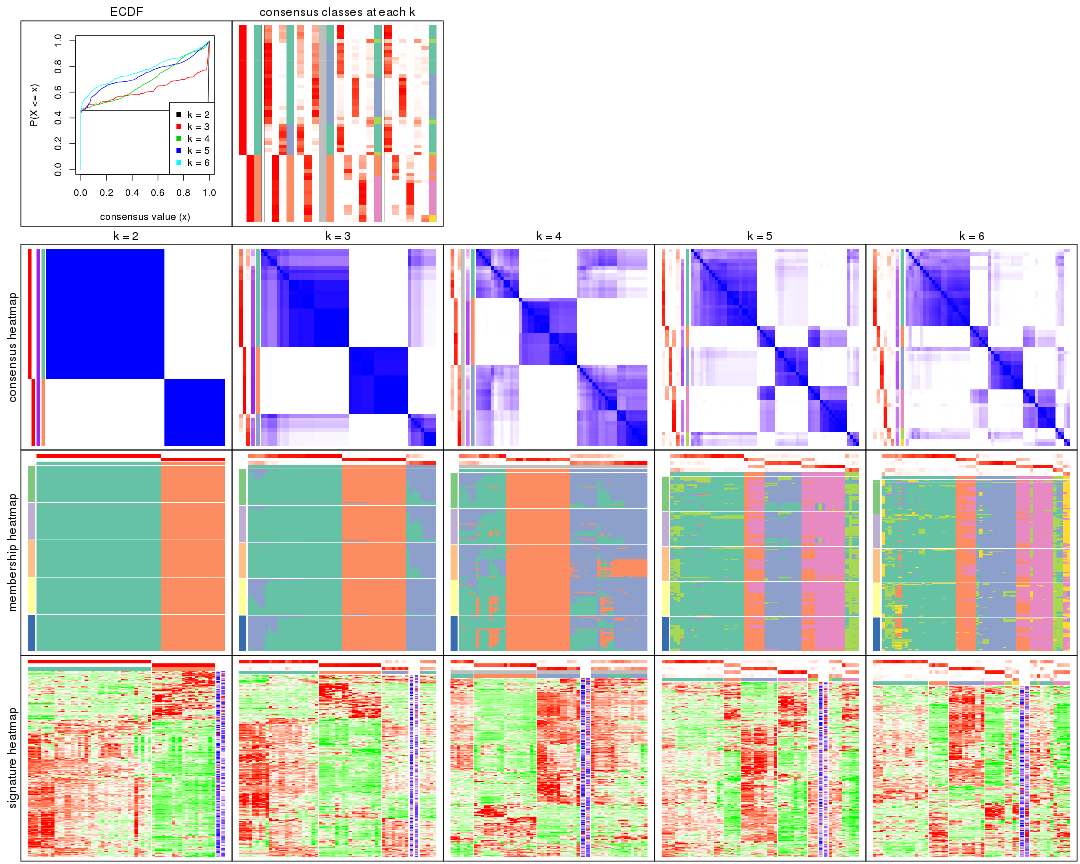 ECDF
consensus classes at each k
P(X <= x)
0.0 0.2 0.4 0.6 0.8 1.0
k = 2
k = 3
k = 4
k = 5
k = 6
0.0 0.2 0.4 0.6 0.8 1.0
consensus value (x)
k = 2
k = 3
k = 4
k = 5
k = 6
consensus heatmap
membership heatmap
signature heatmap